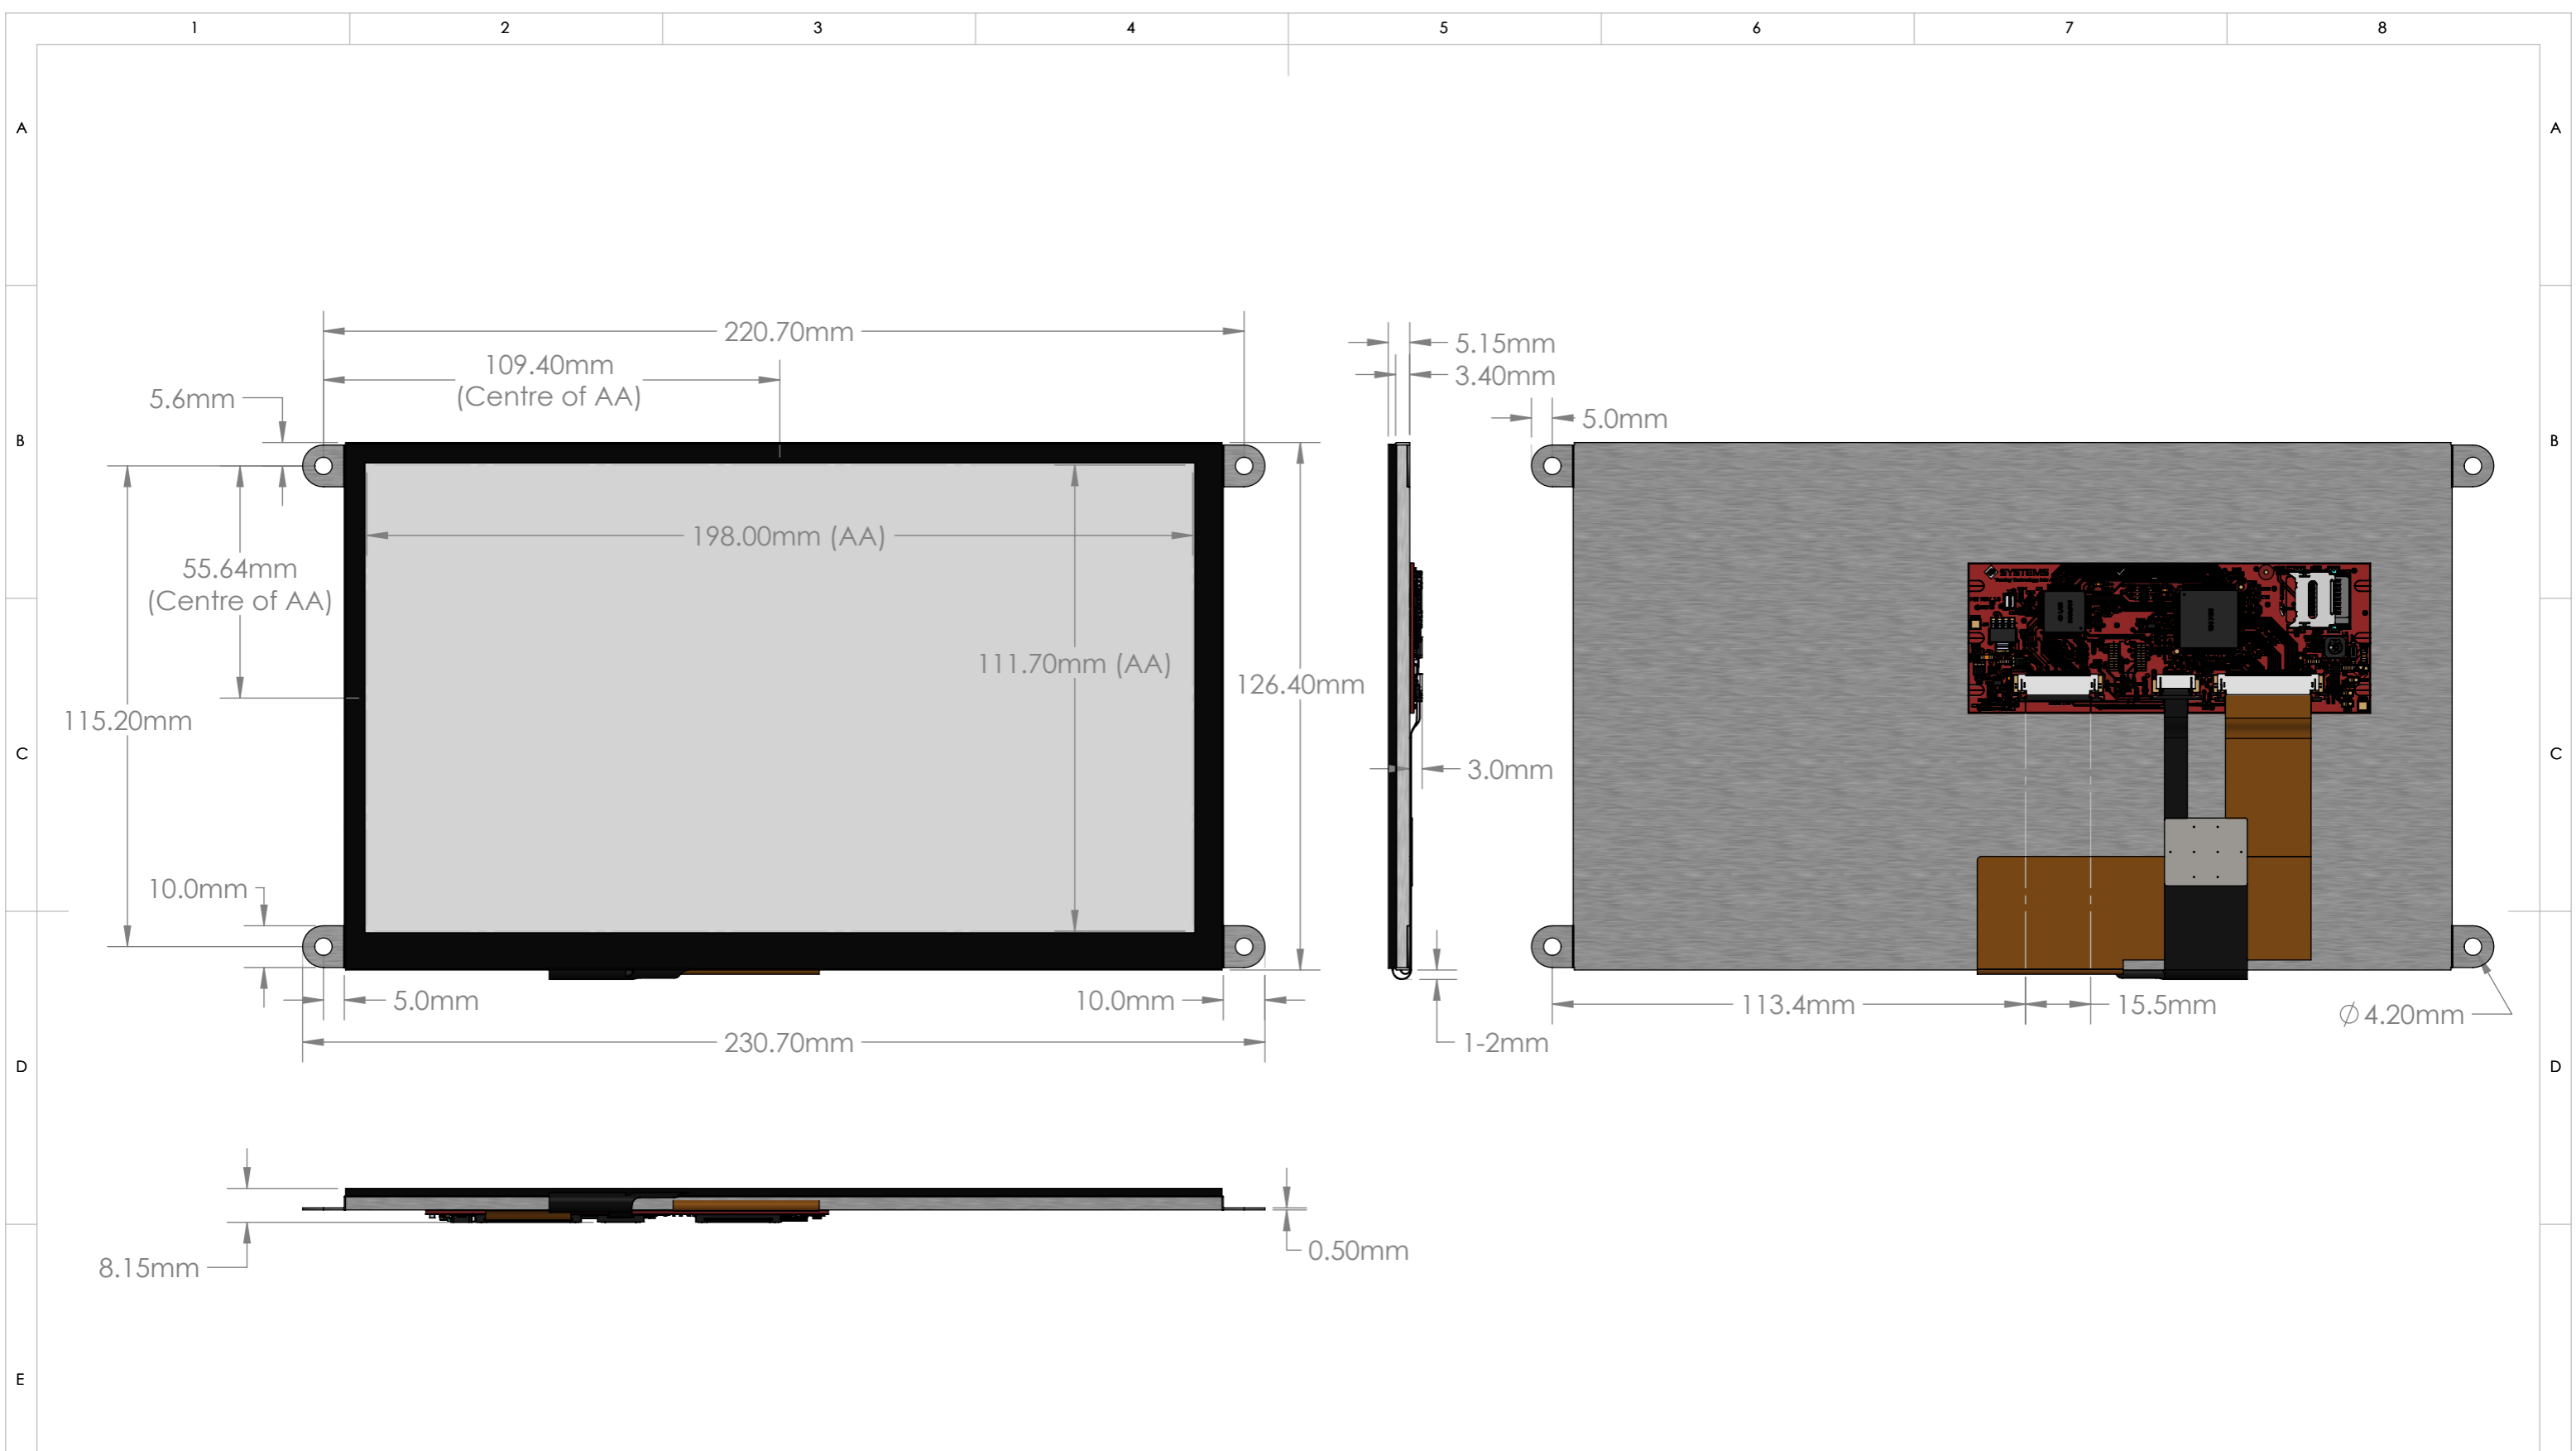 1 2 3 4 5 6 7 8
A A
220.70mm
109.40mm
(Centre of AA)
5.6mm
5.15mm
3.40mm
5.0mm
B B
198.00mm (AA)
55.64mm
(Centre of AA)
SYSTEMS
111.70mm (AA)
126.40mm
115.20mm
C C
3.0mm
10.0mm
5.0mm
10.0mm
113.4mm
15.5mm
Ø 4.20mm
230.70mm
1-2mm
D D
8.15mm
0.50mm
E